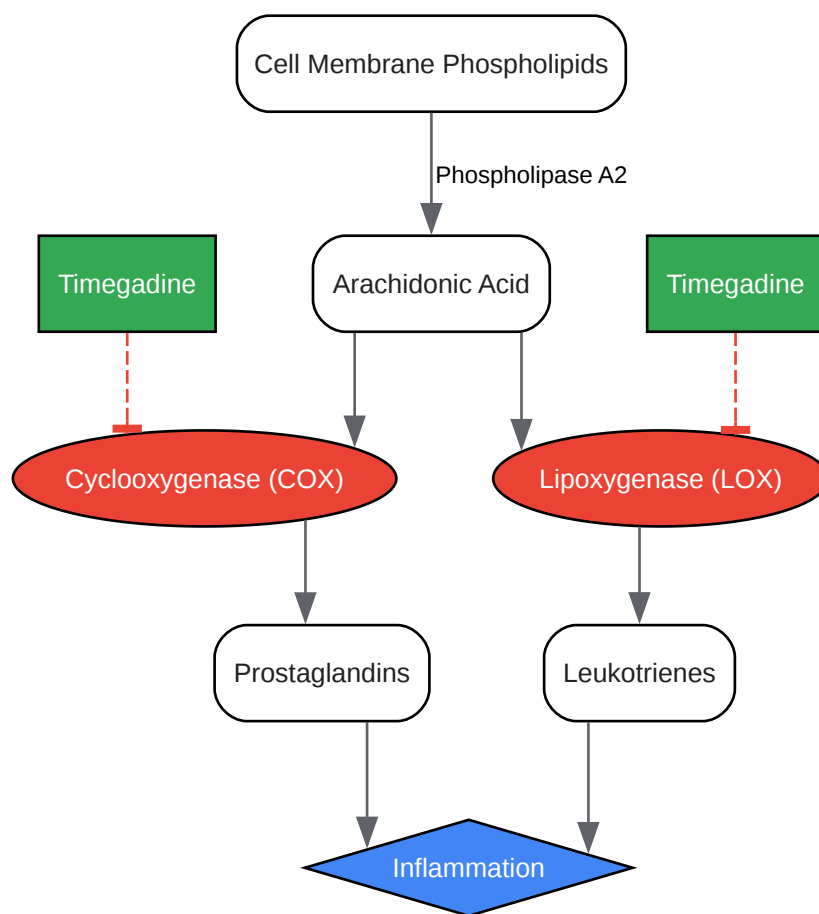 Cell Membrane Phospholipids
Phospholipase A2
Timegadine
Arachidonic Acid
Timegadine
Cyclooxygenase (COX)
Lipoxygenase (LOX)
Prostaglandins
Leukotrienes
Inflammation